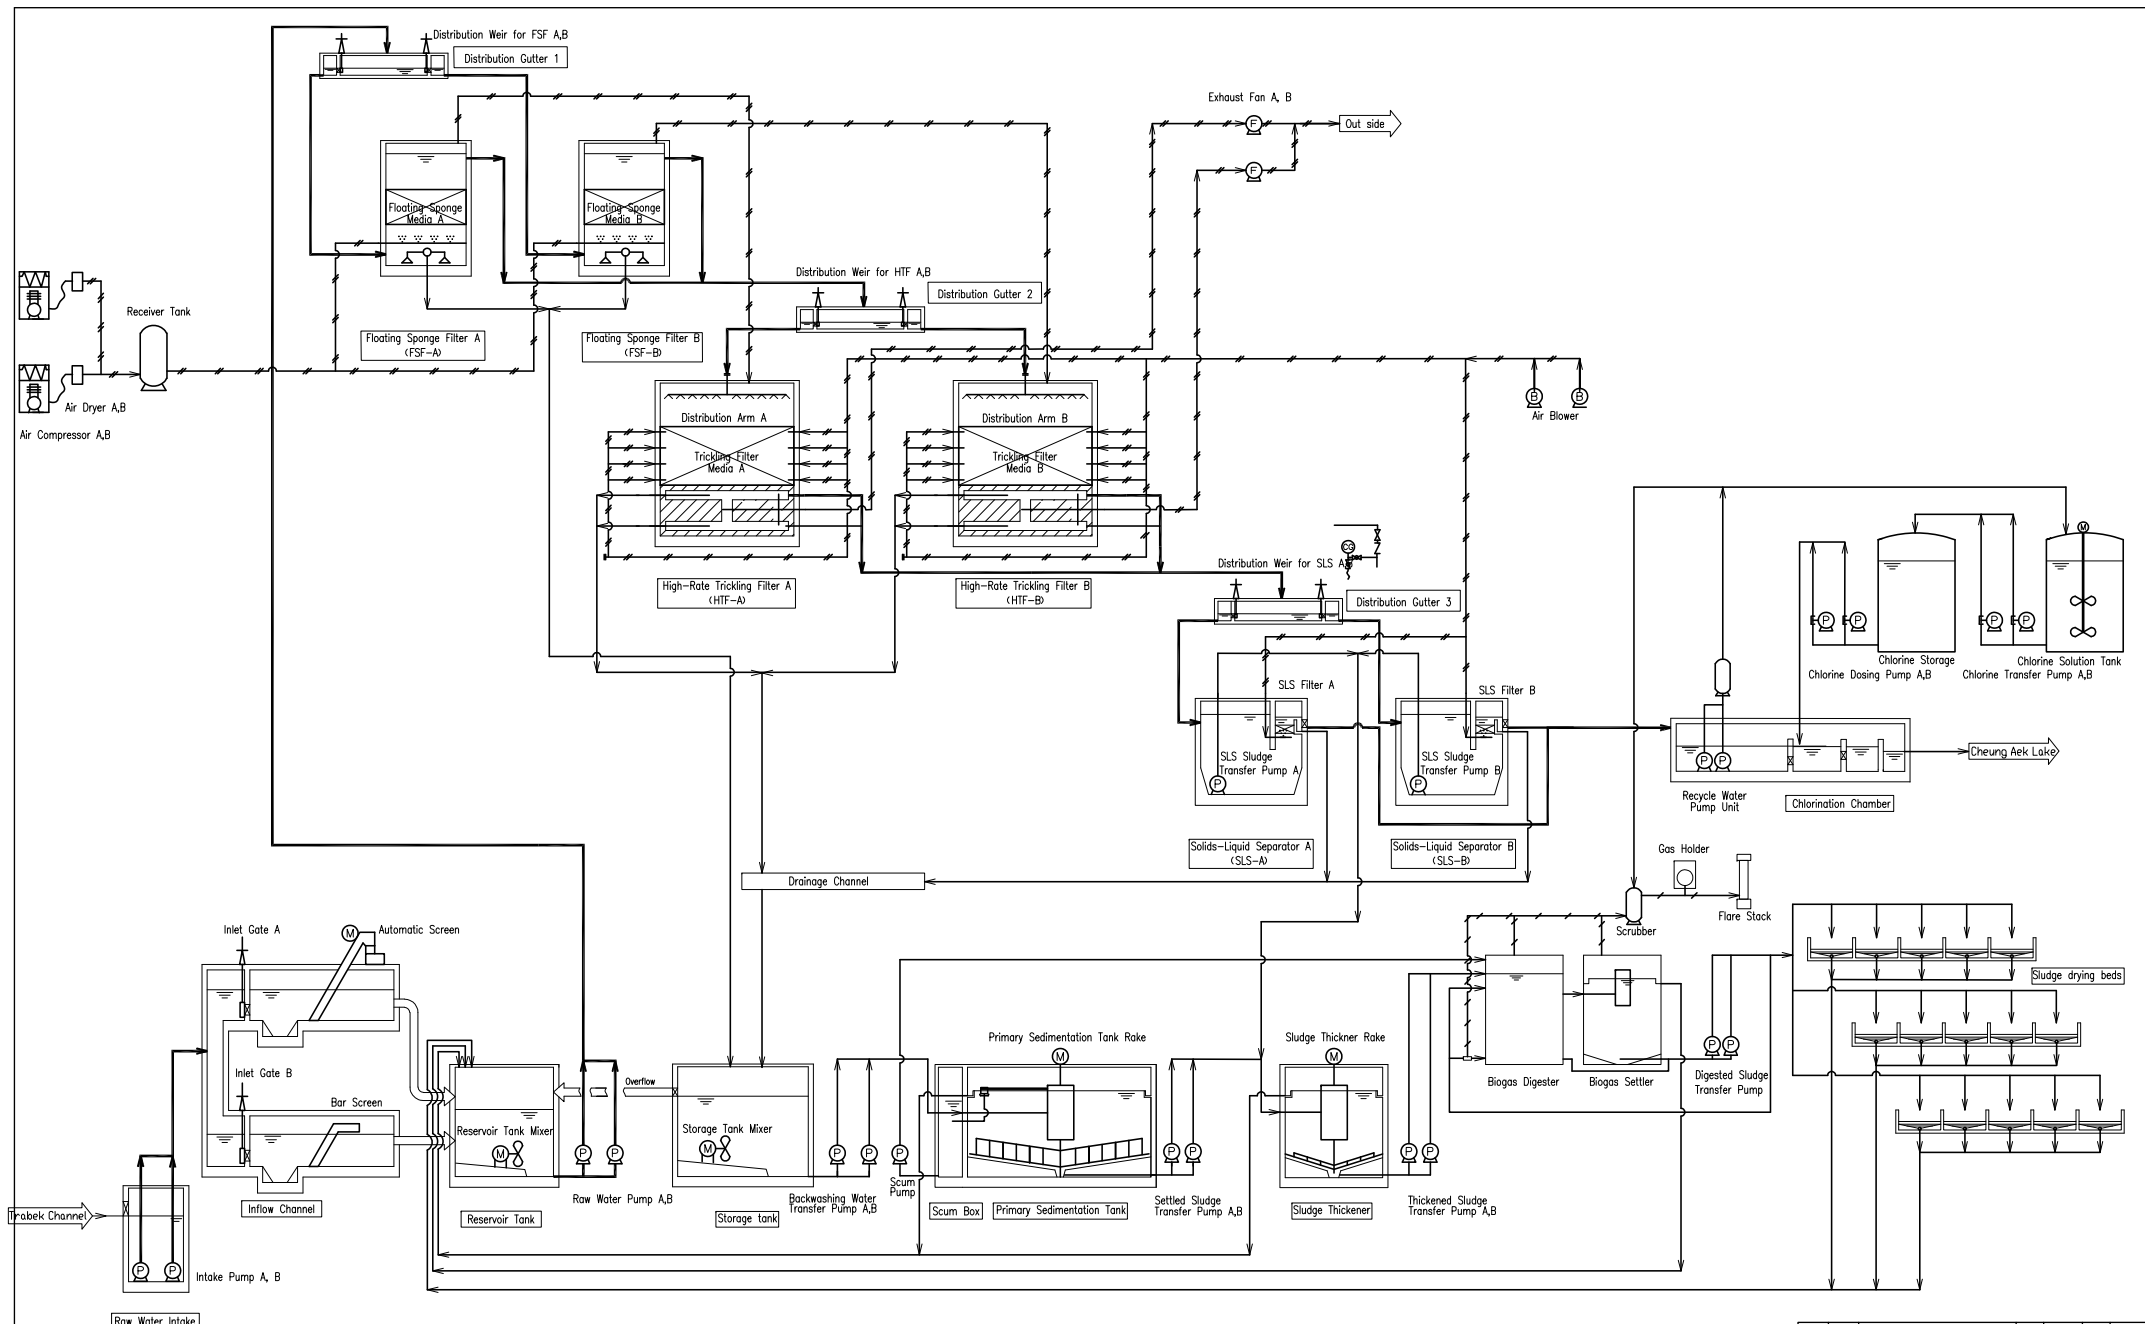 Distribution Weir for FSF A,B
Distribution Gutter 1
Exhaust Fan A, B
F
Out side
F
Floating Sponge
Media A
Floating Sponge
Media B
Distribution Weir for HTF A,B
Distribution Gutter 2
Receiver Tank
Floating Sponge Filter A
(FSF-A)
Floating Sponge Filter B
(FSF-B)
Air Dryer A,B
Air Compressor A,B
B
B
Air Blower
Distribution Arm A
Distribution Arm B
Trickling Filter
Media A
Trickling Filter
Media B
CG
M
Distribution Weir for SLS A,B
High-Rate Trickling Filter A
(HTF-A)
High-Rate Trickling Filter B
(HTF-B)
Distribution Gutter 3
P
P
P
P
Chlorine Storage
Chlorine Solution Tank
Chlorine Dosing Pump A,B
Chlorine Transfer Pump A,B
SLS Filter A
SLS Filter B
SLS Sludge
Transfer Pump A
P
SLS Sludge
Transfer Pump B
P
P
P
Cheung Aek Lake
Recycle Water
Pump Unit
Chlorination Chamber
Solids-Liquid Separator A
(SLS-A)
Solids-Liquid Separator B
(SLS-B)
Gas Holder
Drainage Channel
Flare Stack
Scrubber
Inlet Gate A
M
Automatic Screen
Sludge drying beds
Primary Sedimentation Tank Rake
Sludge Thickner Rake
M
M
P
P
Inlet Gate B
Overflow
Biogas Digester
Biogas Settler
Digested Sludge
Transfer Pump
Bar Screen
Reservoir Tank Mixer
M
P
P
Storage Tank Mixer
M
P
P
P
P
P
P
P
Scum
Pump
Raw Water Pump A,B
Backwashing Water
Transfer Pump A,B
Settled Sludge
Transfer Pump A,B
Thickened Sludge
Transfer Pump A,B
Trabek Channel
Inflow Channel
Reservoir Tank
Storage tank
Scum Box
Primary Sedimentation Tank
Sludge Thickener
P
P
Intake Pump A, B
Raw Water Intake